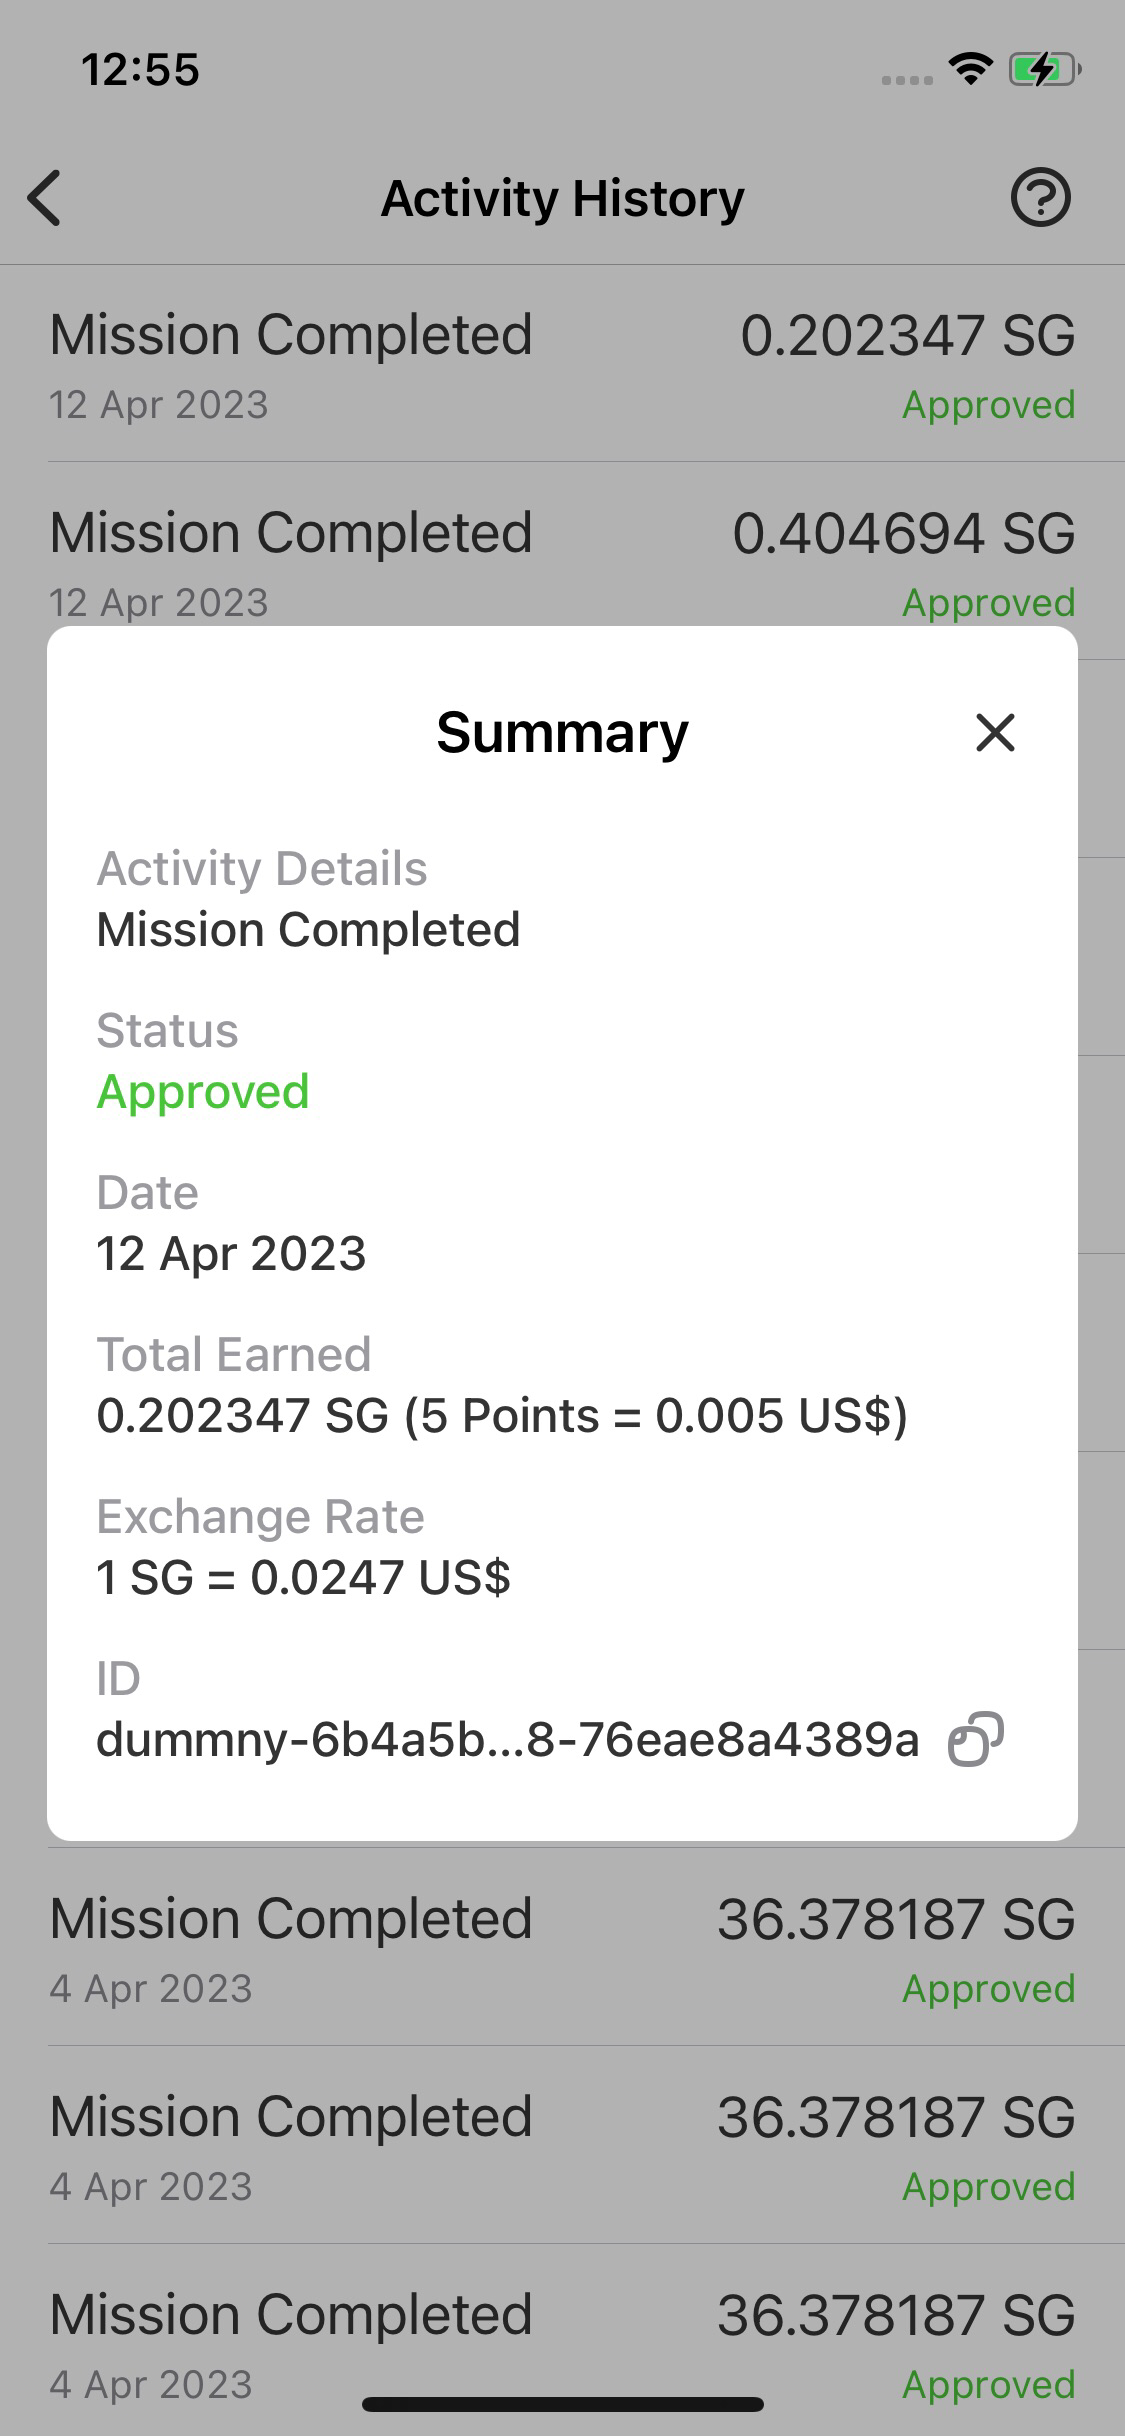 12:55
Activity History
Mission Completed 0.202347 SG
12 Apr 2023 Approved
Mission Completed 0.404694 SG
12 Apr 2023 Approved
Summary
Activity Details
Mission Completed
Status
Approved
Date
12 Apr 2023
Total Earned
0.202347 SG (5 Points = 0.005 US$)
Exchange Rate
1 SG = 0.0247 US$
ID
dummny-6b4a5b...8-76eae8a4389a
Mission Completed 36.378187 SG
4 Apr 2023 Approved
Mission Completed 36.378187 SG
4 Apr 2023 Approved
Mission Completed 36.378187 SG
4 Apr 2023 Approved